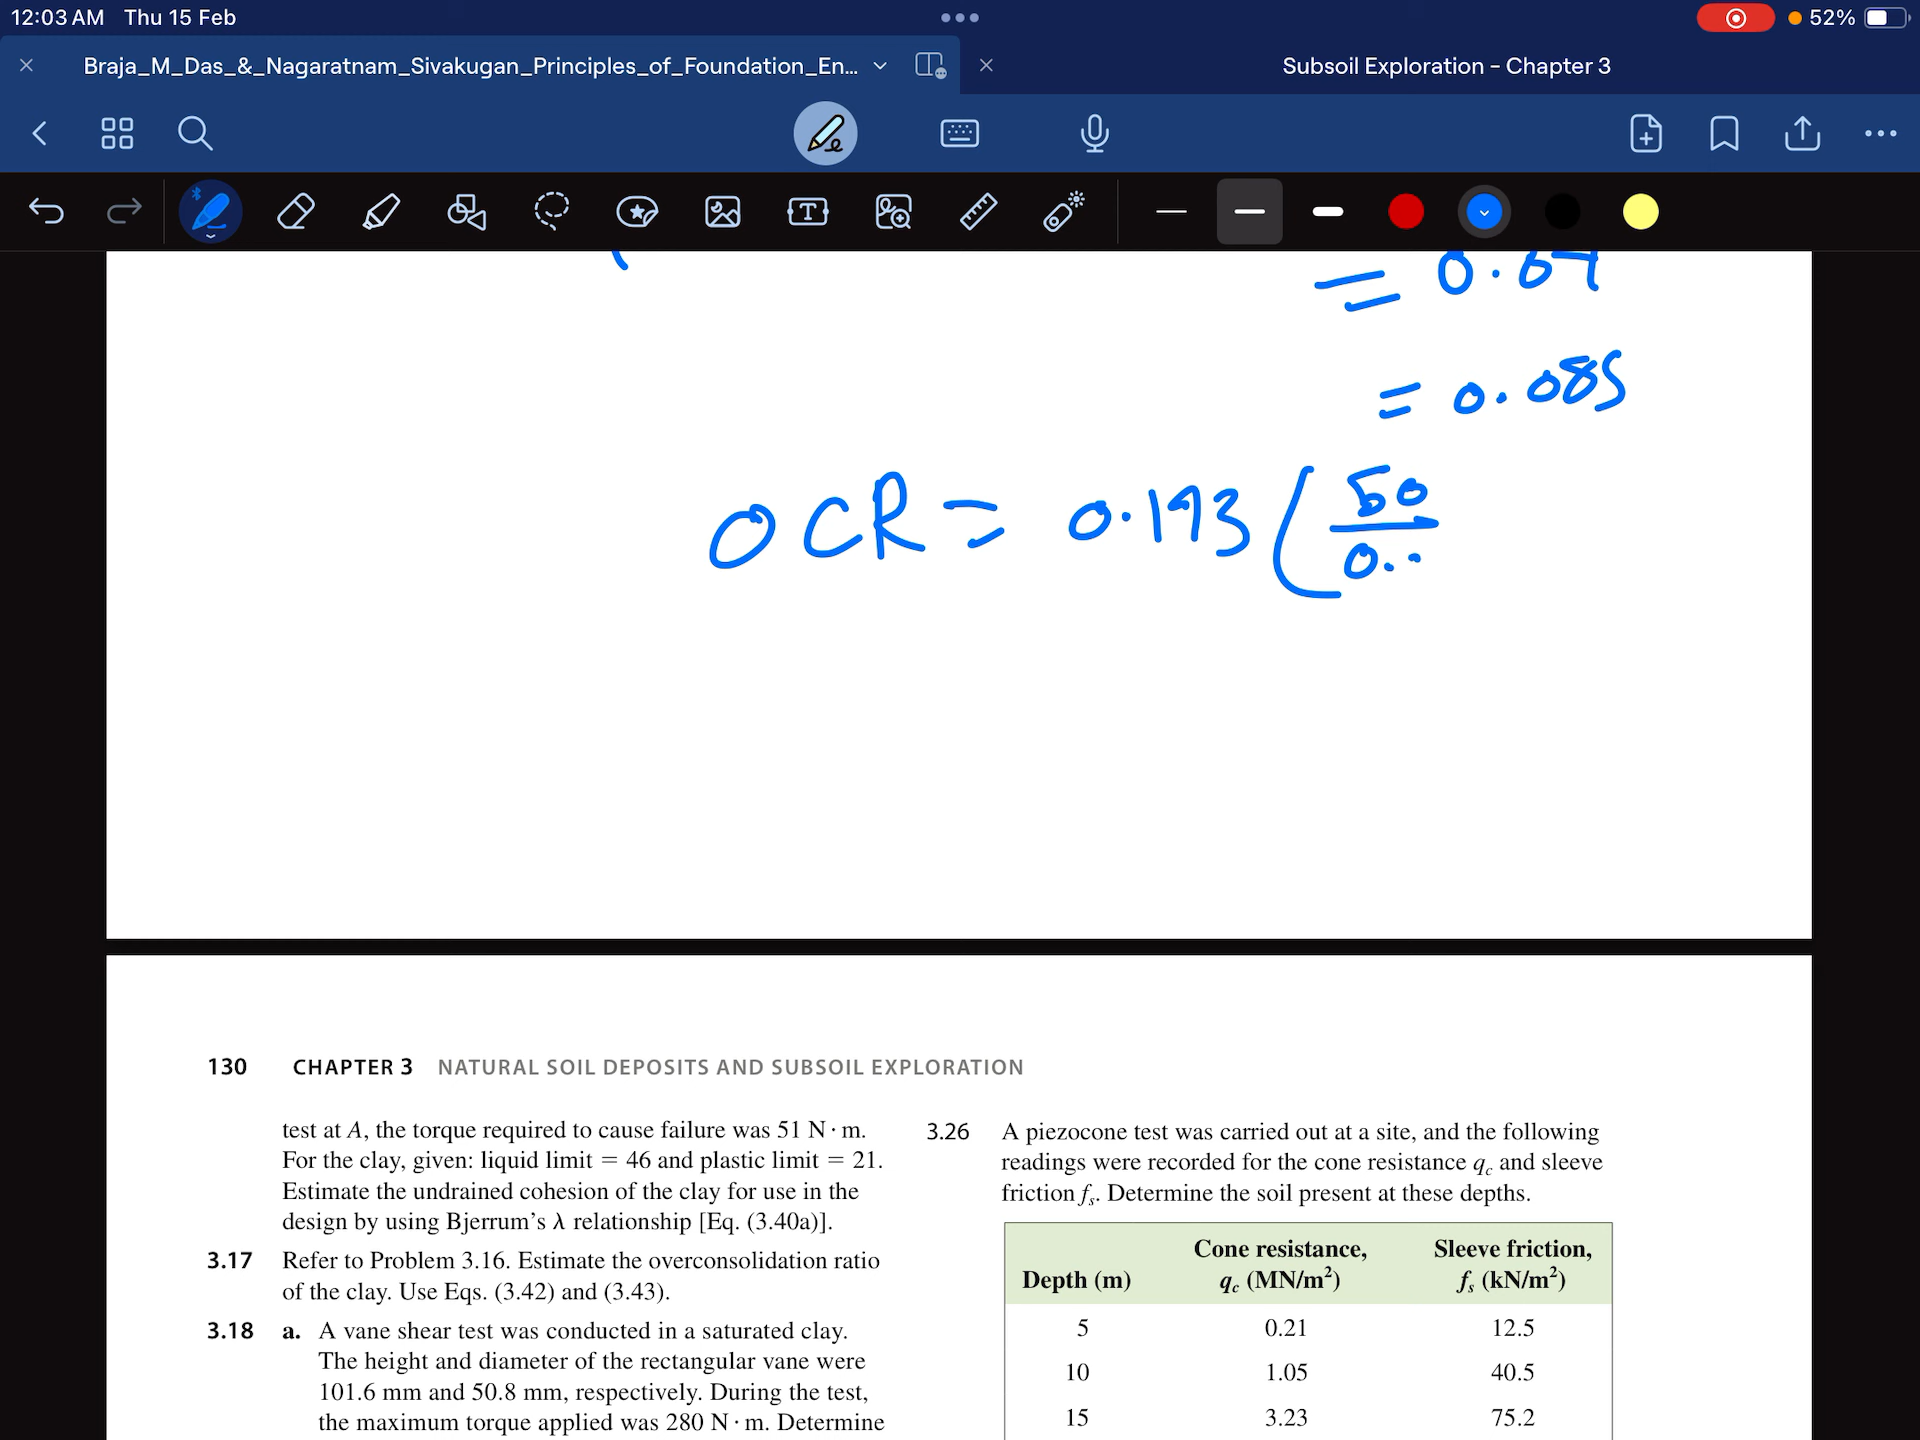 12:03 AM Thu 15 Feb
52%
Braja_M_Das_&_Nagaratnam_Sivakugan_Principles_of_Foundation_En...
Subsoil Exploration – Chapter 3
= 0.085
OCR = 0.193 ( 50
0..
130 CHAPTER 3 NATURAL SOIL DEPOSITS AND SUBSOIL EXPLORATION
test at A, the torque required to cause failure was 51 N · m.
For the clay, given: liquid limit = 46 and plastic limit = 21.
Estimate the undrained cohesion of the clay for use in the
design by using Bjerrum's λ relationship [Eq. (3.40a)].
3.17 Refer to Problem 3.16. Estimate the overconsolidation ratio
of the clay. Use Eqs. (3.42) and (3.43).
3.18 a. A vane shear test was conducted in a saturated clay.
The height and diameter of the rectangular vane were
101.6 mm and 50.8 mm, respectively. During the test,
the maximum torque applied was 280 N · m. Determine
3.26 A piezocone test was carried out at a site, and the following
readings were recorded for the cone resistance qc and sleeve
friction fs. Determine the soil present at these depths.
Depth (m) Cone resistance, qc (MN/m²) Sleeve friction, fs (kN/m²)
5 0.21 12.5
10 1.05 40.5
15 3.23 75.2